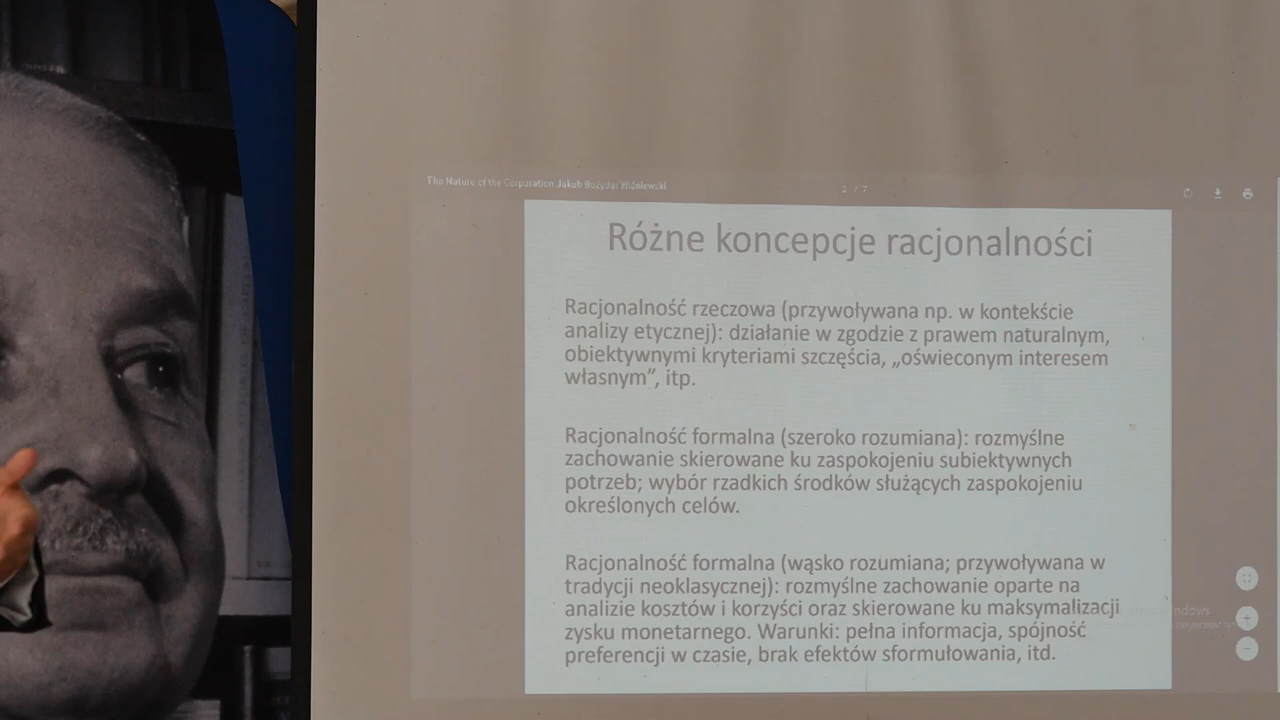 The Nature of the Corporation Jakub Bożydar Wiśniewski
2 / 7
Różne koncepcje racjonalności
Racjonalność rzeczowa (przywoływana np. w kontekście
analizy etycznej): działanie w zgodzie z prawem naturalnym,
obiektywnymi kryteriami szczęścia, „oświeconym interesem
własnym”, itp.
Racjonalność formalna (szeroko rozumiana): rozmyślne
zachowanie skierowane ku zaspokojeniu subiektywnych
potrzeb; wybór rzadkich środków służących zaspokojeniu
określonych celów.
Racjonalność formalna (wąsko rozumiana; przywoływana w
tradycji neoklasycznej): rozmyślne zachowanie oparte na
analizie kosztów i korzyści oraz skierowane ku maksymalizacji
zysku monetarnego. Warunki: pełna informacja, spójność
preferencji w czasie, brak efektów sformułowania, itd.